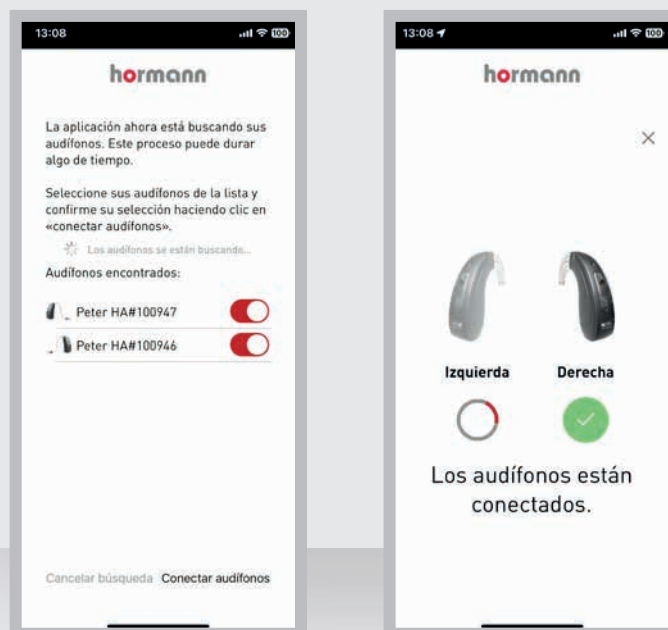 13:08
100
hormann
La aplicación ahora está buscando sus
audífonos. Este proceso puede durar
algo de tiempo.
Seleccione sus audífonos de la lista y
confirme su selección haciendo clic en
«conectar audífonos».
Los audífonos se están buscando...
Audífonos encontrados:
Peter HA#100947
Peter HA#100946
Cancelar búsqueda Conectar audífonos
13:08
100
hormann
Izquierda Derecha
Los audífonos están
conectados.